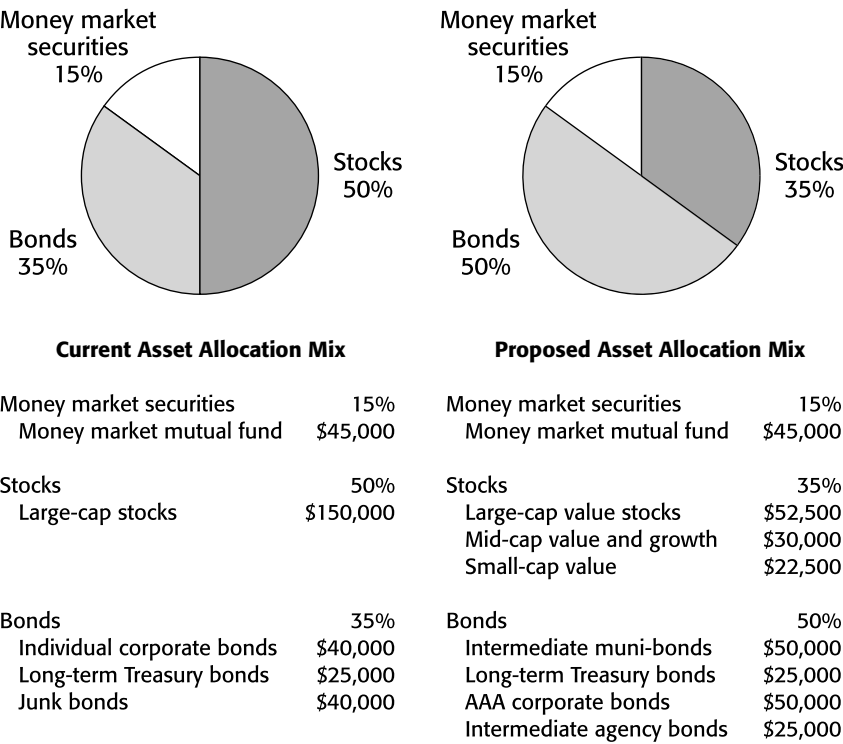 Money market
securities
15%
Stocks
50%
Bonds
35%
Money market
securities
15%
Stocks
35%
Bonds
50%
Current Asset Allocation Mix
Money market securities 15%
Money market mutual fund $45,000
Stocks 50%
Large-cap stocks $150,000
Bonds 35%
Individual corporate bonds $40,000
Long-term Treasury bonds $25,000
Junk bonds $40,000
Proposed Asset Allocation Mix
Money market securities 15%
Money market mutual fund $45,000
Stocks 35%
Large-cap value stocks $52,500
Mid-cap value and growth $30,000
Small-cap value $22,500
Bonds 50%
Intermediate muni-bonds $50,000
Long-term Treasury bonds $25,000
AAA corporate bonds $50,000
Intermediate agency bonds $25,000